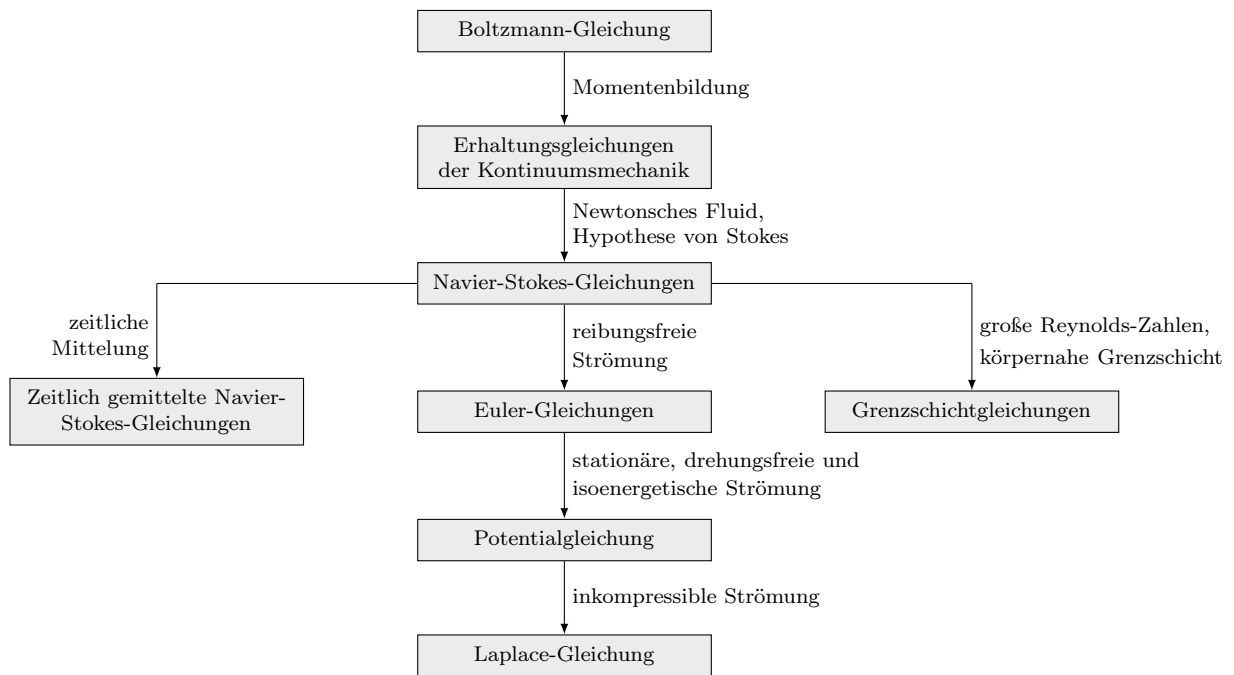 Boltzmann-Gleichung
Momentenbildung
Erhaltungsgleichungen
der Kontinuumsmechanik
Newtonsches Fluid,
Hypothese von Stokes
Navier-Stokes-Gleichungen
zeitliche
Mittelung
reibungsfreie
Strömung
große Reynolds-Zahlen,
körpernahe Grenzschicht
Zeitlich gemittelte Navier-
Stokes-Gleichungen
Euler-Gleichungen
Grenzschichtgleichungen
stationäre, drehungsfreie und
isoenergetische Strömung
Potentialgleichung
inkompressible Strömung
Laplace-Gleichung